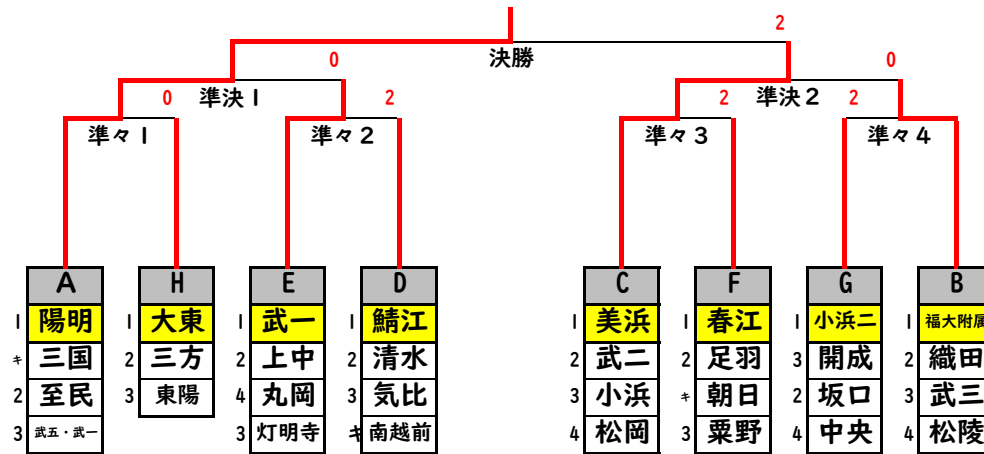 2
決勝
0 0
準決１ 準決２
0 2 2 2
準々１ 準々２ 準々３ 準々４
A H E D C F G B
1 陽明 1 大東 1 武一 1 鯖江 1 美浜 1 春江 1 小浜二 1 福大附属
キ 三国 2 三方 2 上中 2 清水 2 武二 2 足羽 3 開成 2 織田
2 至民 3 東陽 4 丸岡 3 気比 3 小浜 キ 朝日 2 坂口 3 武三
3 武五・武一 3 灯明寺 キ 南越前 4 松岡 3 粟野 4 中央 4 松陵